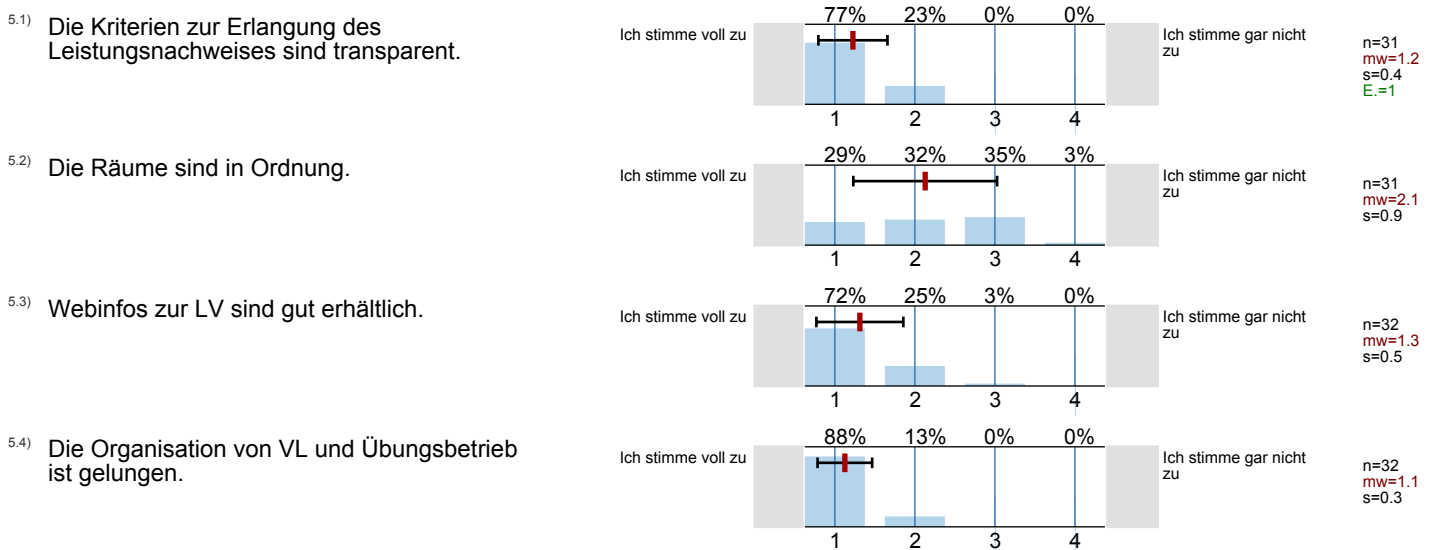 5.1) Die Kriterien zur Erlangung des
Leistungsnachweises sind transparent.
Ich stimme voll zu
77% 23% 0% 0%
1 2 3 4
Ich stimme gar nicht
zu
n=31
mw=1.2
s=0.4
E.=1
5.2) Die Räume sind in Ordnung.
Ich stimme voll zu
29% 32% 35% 3%
1 2 3 4
Ich stimme gar nicht
zu
n=31
mw=2.1
s=0.9
5.3) Webinfos zur LV sind gut erhältlich.
Ich stimme voll zu
72% 25% 3% 0%
1 2 3 4
Ich stimme gar nicht
zu
n=32
mw=1.3
s=0.5
5.4) Die Organisation von VL und Übungsbetrieb
ist gelungen.
Ich stimme voll zu
88% 13% 0% 0%
1 2 3 4
Ich stimme gar nicht
zu
n=32
mw=1.1
s=0.3